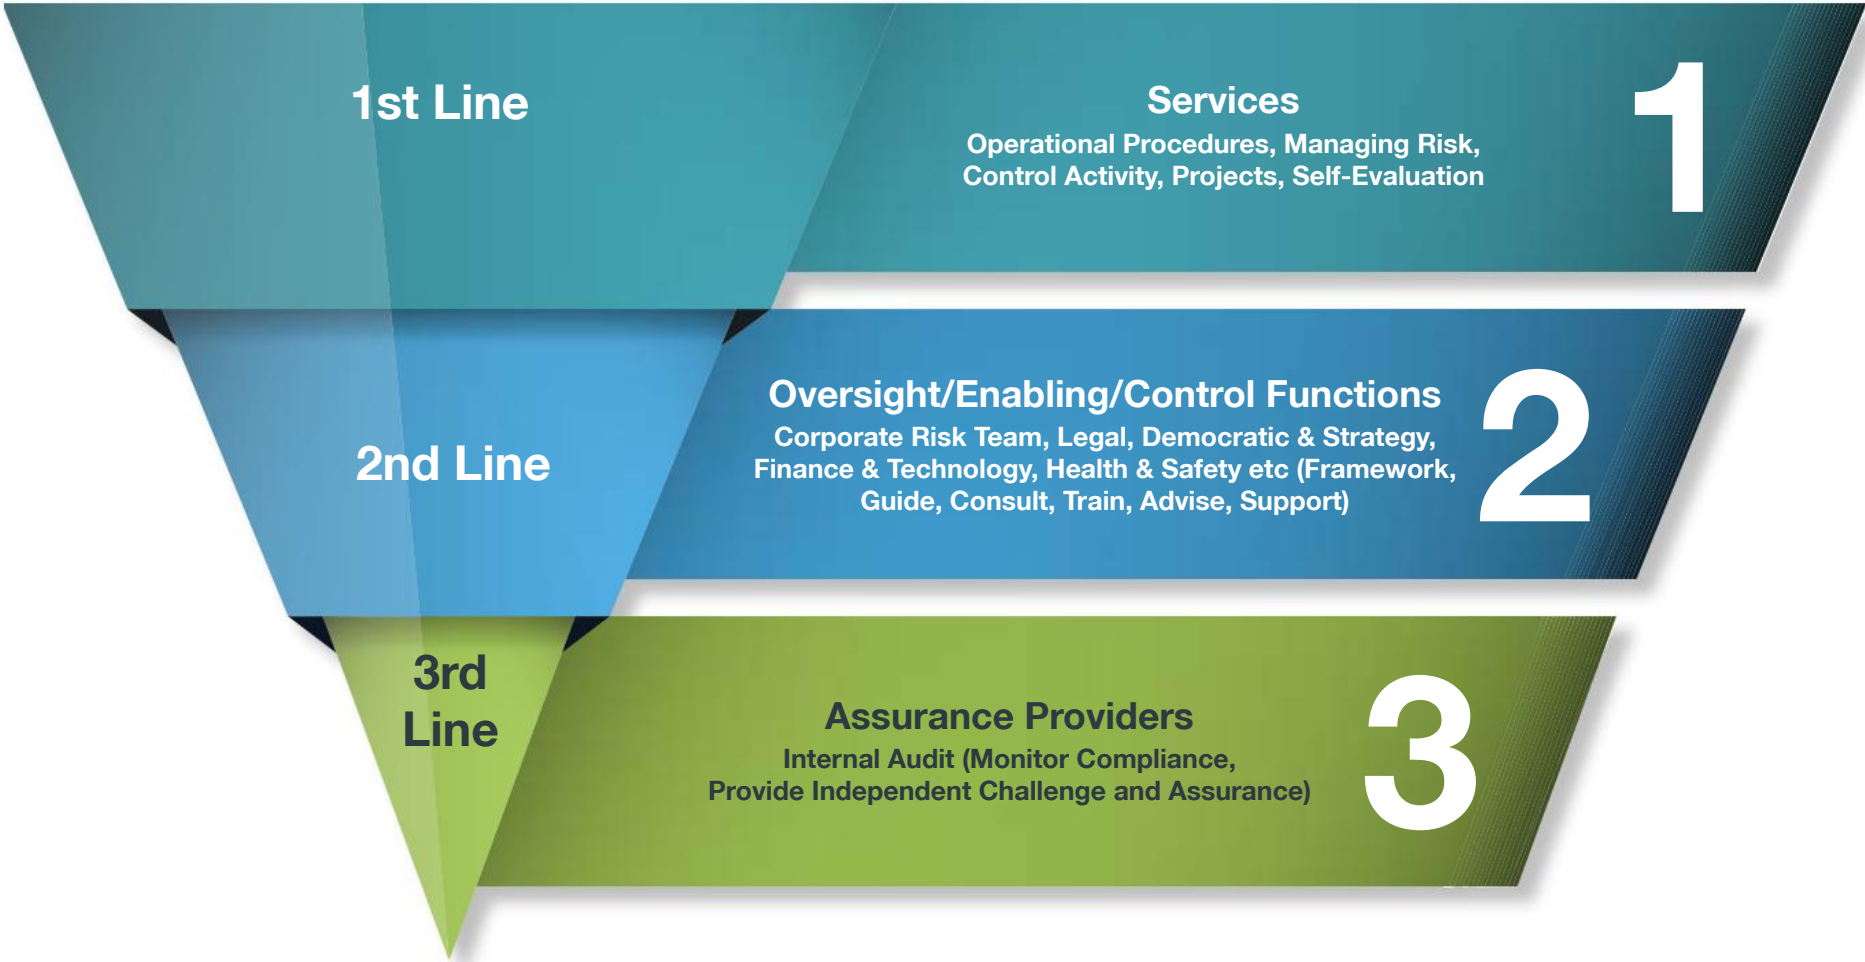 1st Line
Services
Operational Procedures, Managing Risk,
Control Activity, Projects, Self-Evaluation
1
2nd Line
Oversight/Enabling/Control Functions
Corporate Risk Team, Legal, Democratic & Strategy,
Finance & Technology, Health & Safety etc (Framework,
Guide, Consult, Train, Advise, Support)
2
3rd
Line
Assurance Providers
Internal Audit (Monitor Compliance,
Provide Independent Challenge and Assurance)
3